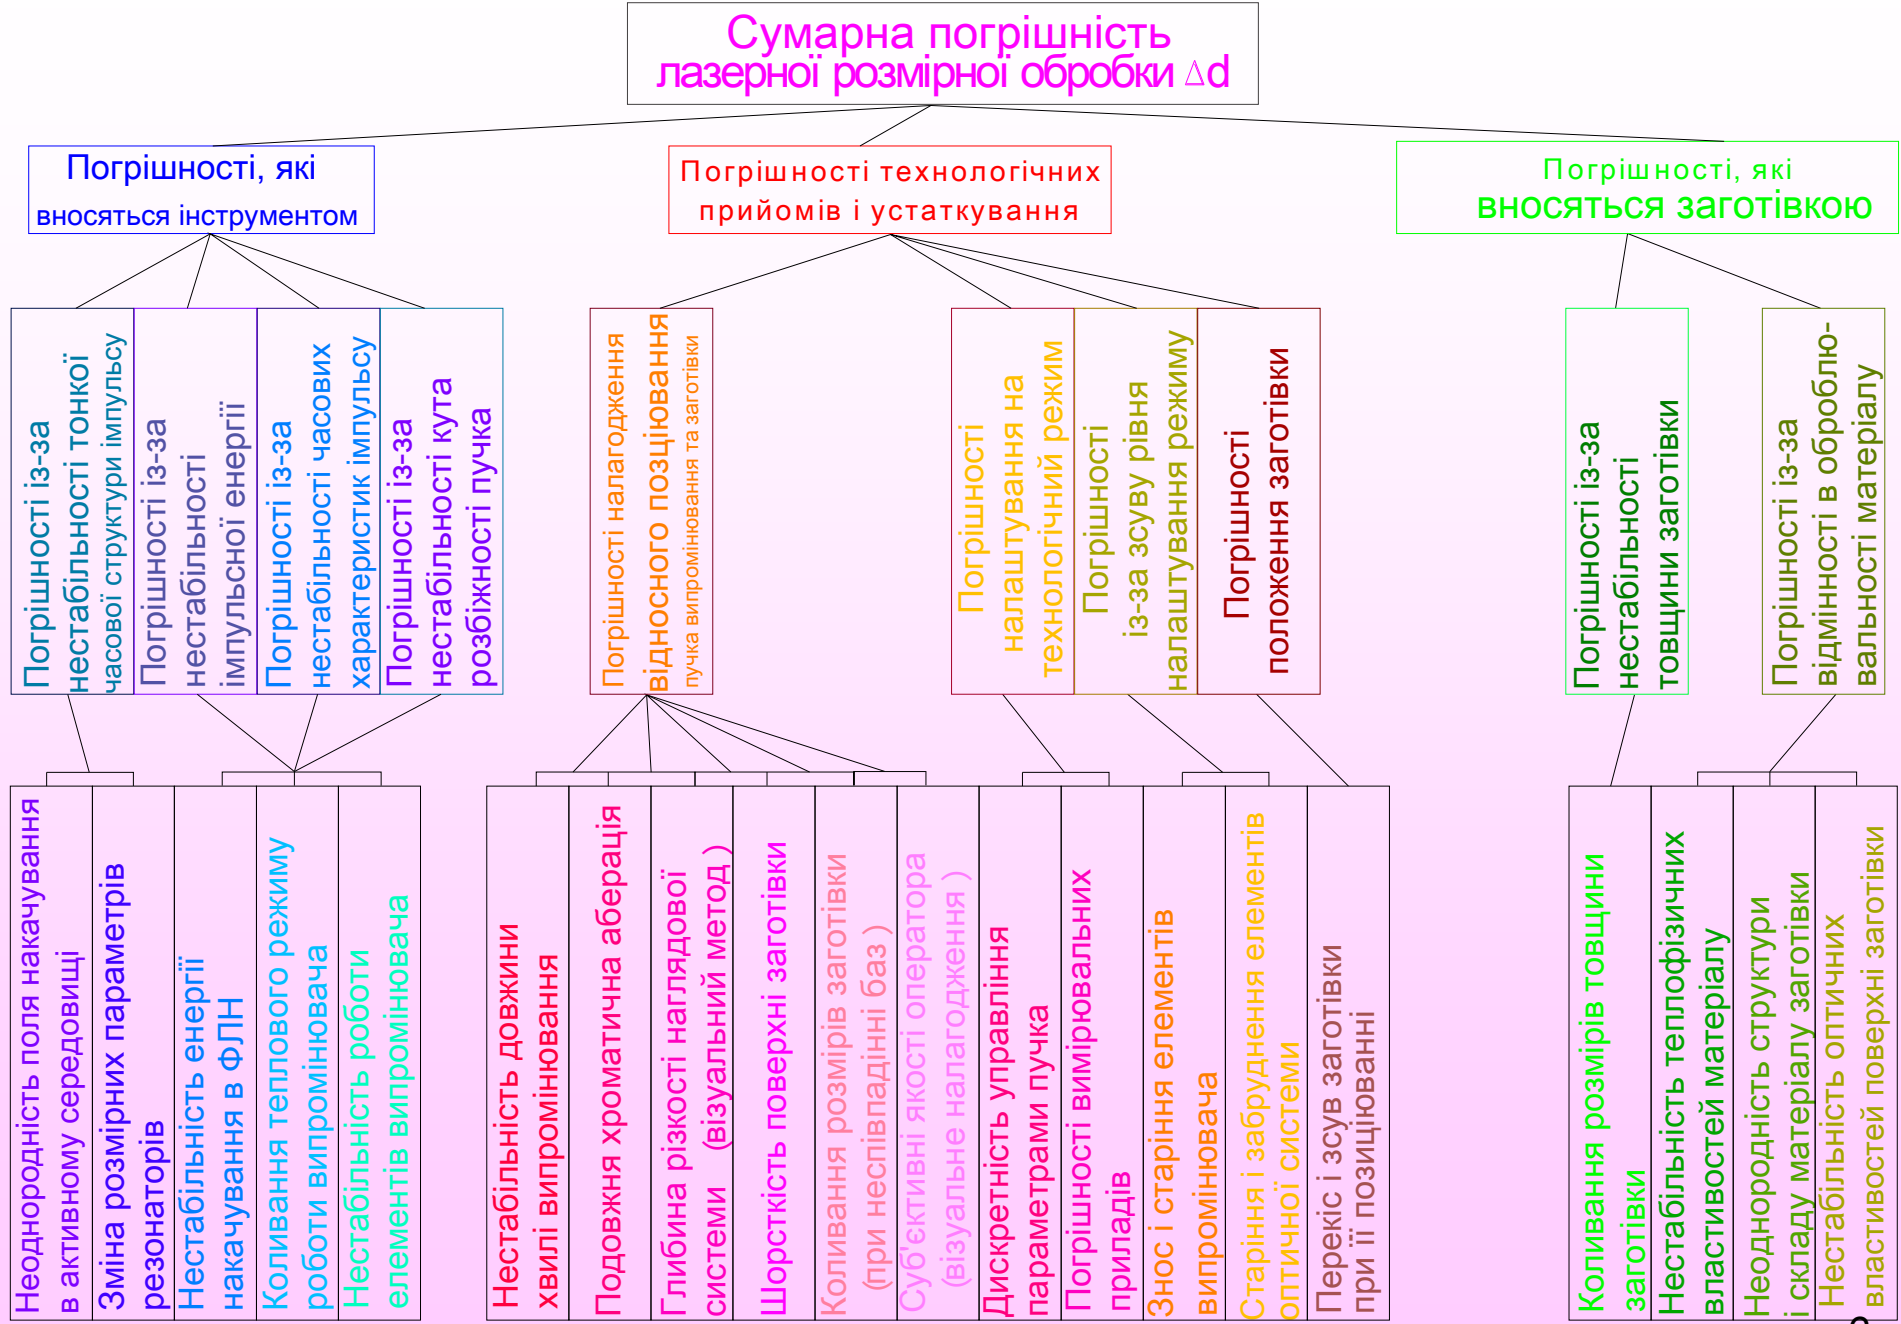 Сумарна погрішність
лазерної розмірної обробки Δd
Погрішності, які
вносяться інструментом
Погрішності технологічних
прийомів і устаткування
Погрішності, які
вносяться заготівкою
Погрішності із-за
нестабільності тонкої
часової структури імпульсу
Погрішності із-за
нестабільності
імпульсної енергії
Погрішності із-за
нестабільності часових
характеристик імпульсу
Погрішності із-за
нестабільності кута
розбіжності пучка
Погрішності налагодження
відносного позціювання
пучка випромінювання та заготівки
Погрішності
налаштування на
технологічний режим
Погрішності
із-за зсуву рівня
налаштування режиму
Погрішності
положення заготівки
Погрішності із-за
нестабільності
товщини заготівки
Погрішності із-за
відмінності в оброблю-
вальності матеріалу
Неоднородність поля накачування
в активному середовищі
Зміна розмірних параметрів
резонаторів
Нестабільність енергії
накачування в ФЛН
Коливання теплового режиму
роботи випромінювача
Нестабільність роботи
елементів випромінювача
Нестабільність довжини
хвилі випромінювання
Подовжня хроматична аберація
Глибина різкості наглядової
системи (візуальний метод )
Шорсткість поверхні заготівки
Коливання розмірів заготівки
(при неспівпадінні баз )
Суб'єктивні якості оператора
(візуальне налагодження )
Дискретність управління
параметрами пучка
Погрішності вимірювальних
приладів
Знос і старіння елементів
випромінювача
Старіння і забруднення елементів
оптичної системи
Перекіс і зсув заготівки
при її позиціюванні
Коливання розмірів товщини
заготівки
Нестабільність теплофізичних
властивостей матеріалу
Неоднородність структури
і складу матеріалу заготівки
Нестабільність оптичних
властивостей поверхні заготівки